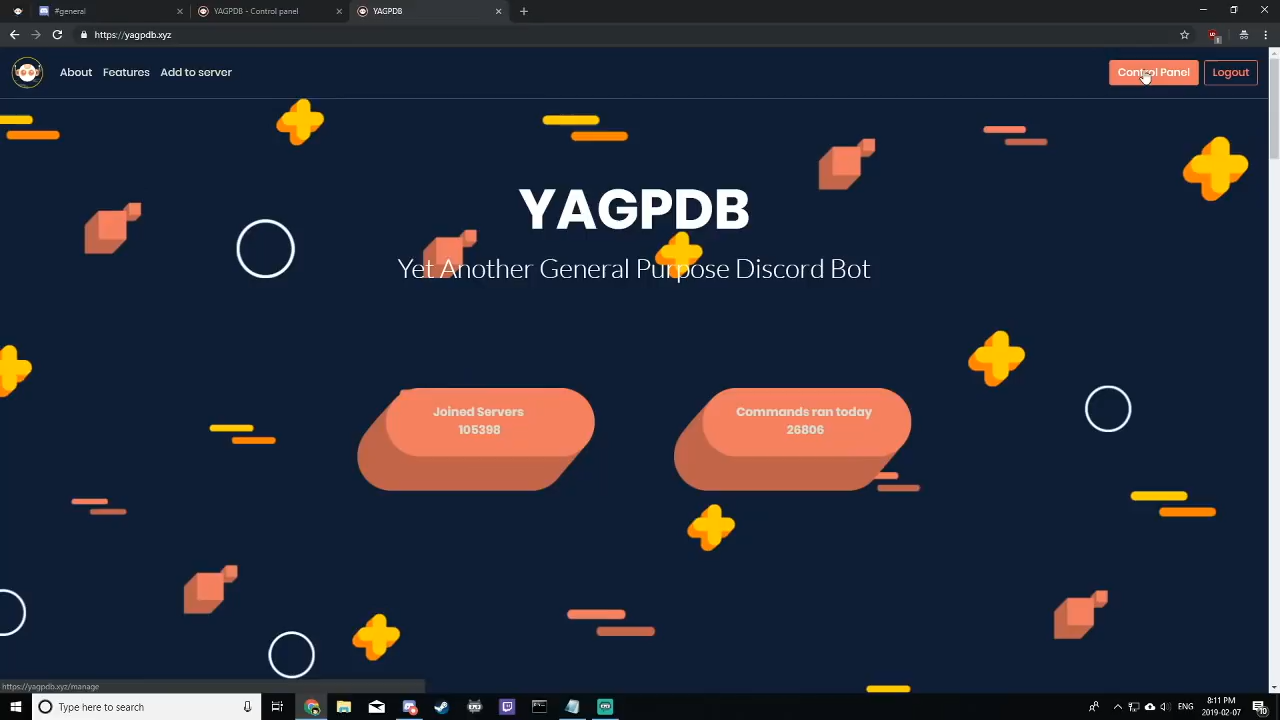 #general
YAGPDB - Control panel
YAGPDB
https://yagpdb.xyz
About
Features
Add to server
Control Panel
Logout
YAGPDB
Yet Another General Purpose Discord Bot
Joined Servers
105398
Commands ran today
26806
https://yagpdb.xyz/manage
Type here to search
ENG
8:11 PM
2019-02-07